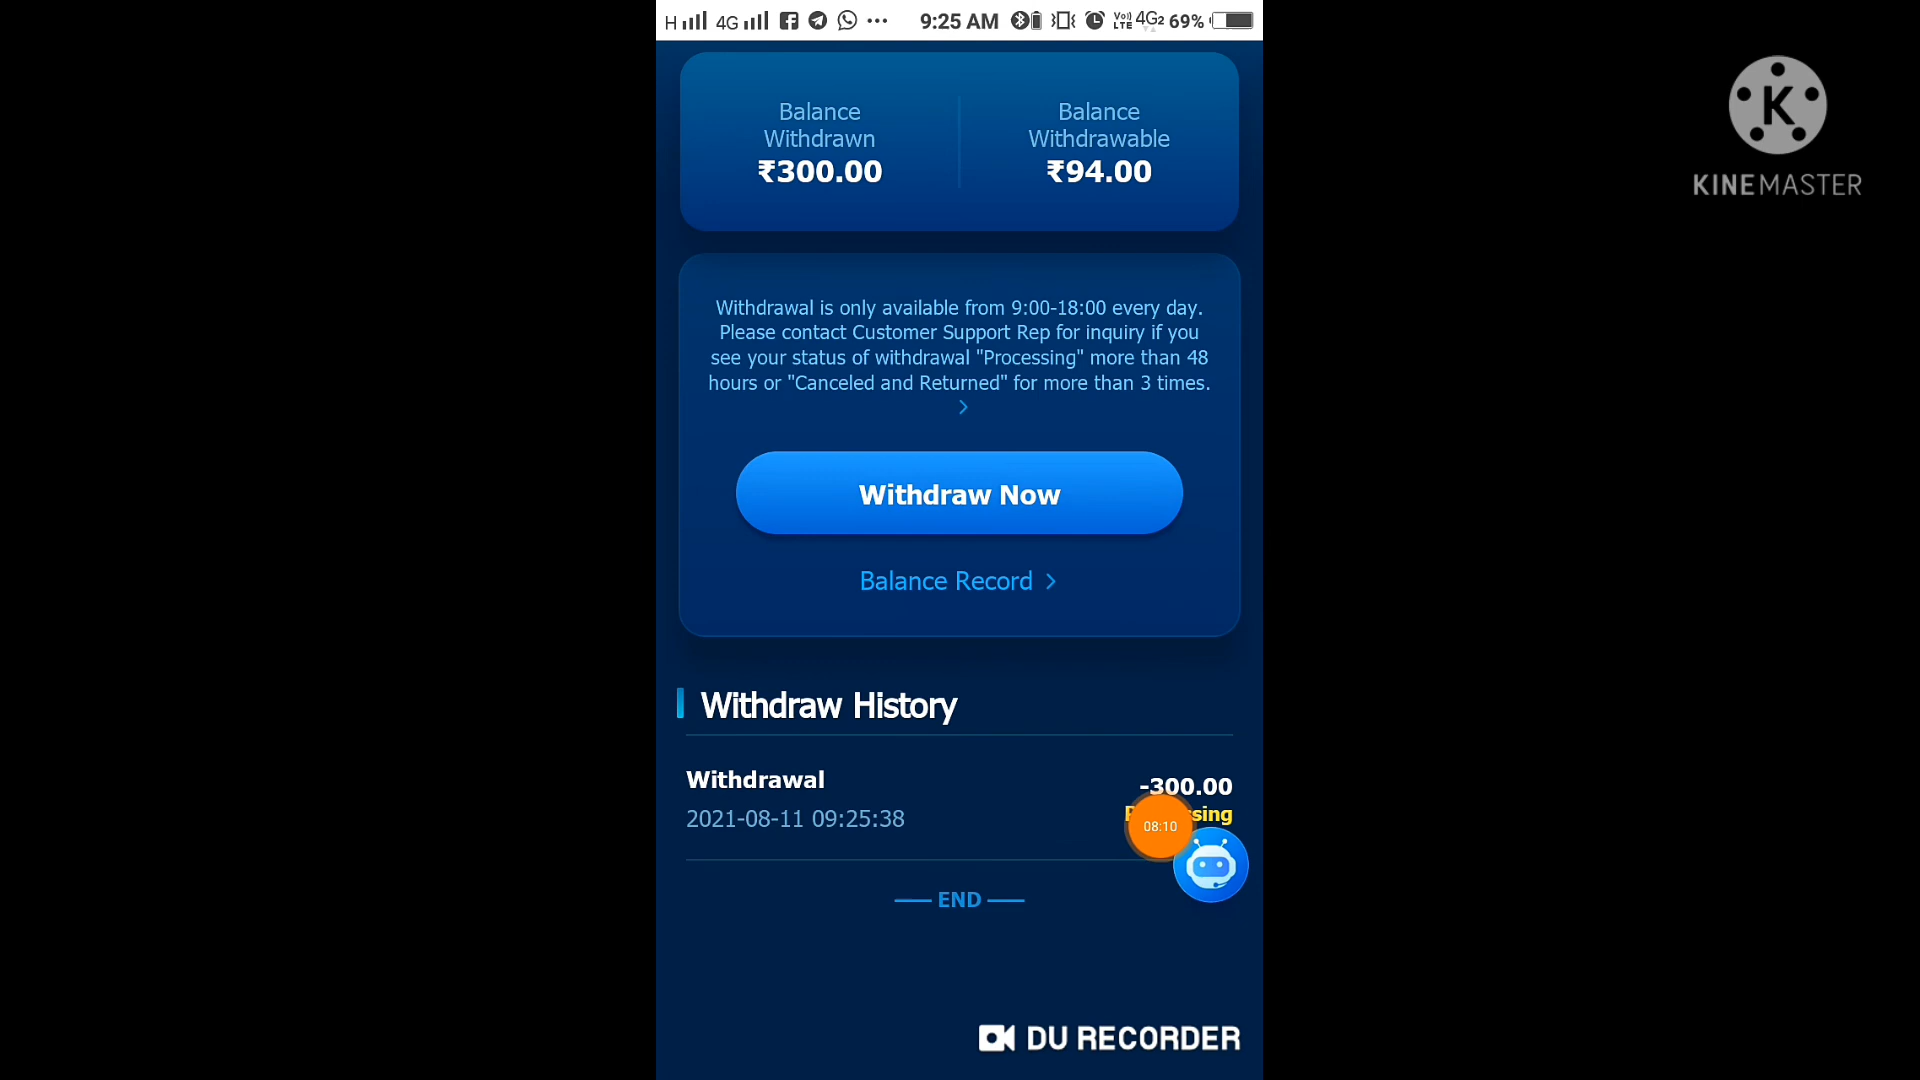 H 4G 9:25 AM VoLTE 4G2 69%
Balance Withdrawn
₹300.00
Balance Withdrawable
₹94.00
Withdrawal is only available from 9:00-18:00 every day.
Please contact Customer Support Rep for inquiry if you
see your status of withdrawal "Processing" more than 48
hours or "Canceled and Returned" for more than 3 times.
>
Withdraw Now
Balance Record >
Withdraw History
Withdrawal
-300.00
2021-08-11 09:25:38
08:10
END
DU RECORDER
K
KINEMASTER